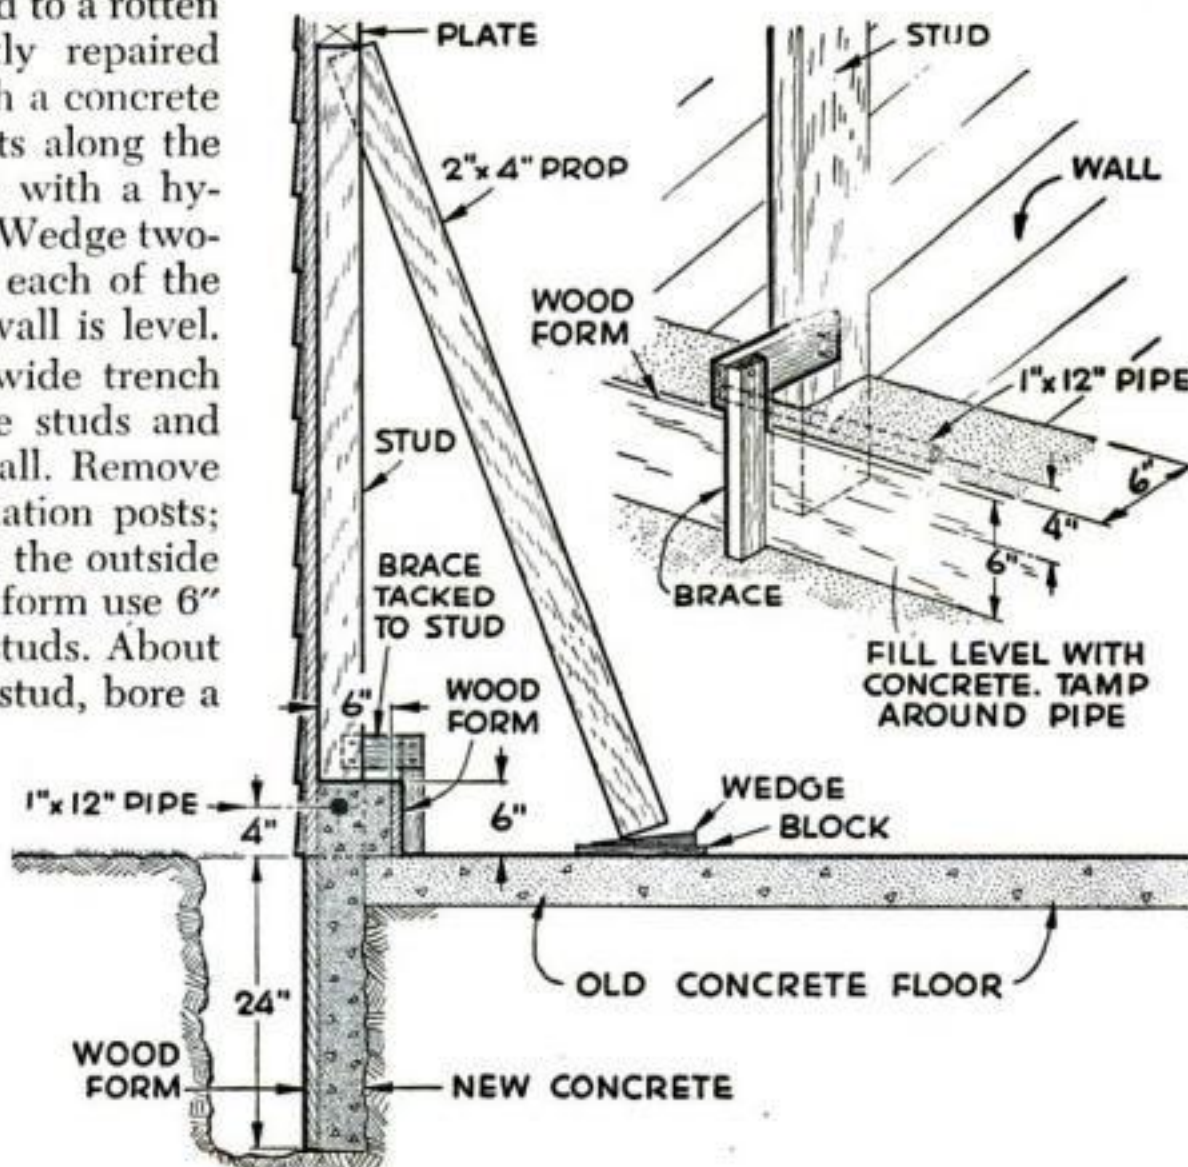 d to a rotten
ly repaired
h a concrete
ts along the
with a hy-
Wedge two-
each of the
wall is level.
wide trench
e studs and
all. Remove
ation posts;
the outside
form use 6″
tuds. About
stud, bore a
PLATE
2"x 4" PROP
STUD
BRACE
TACKED
TO STUD
6"
WOOD
FORM
1"x 12" PIPE
4"
6"
WEDGE
BLOCK
24"
OLD CONCRETE FLOOR
WOOD
FORM
NEW CONCRETE
STUD
WALL
WOOD
FORM
1"x 12" PIPE
6"
4"
6"
BRACE
FILL LEVEL WITH
CONCRETE. TAMP
AROUND PIPE